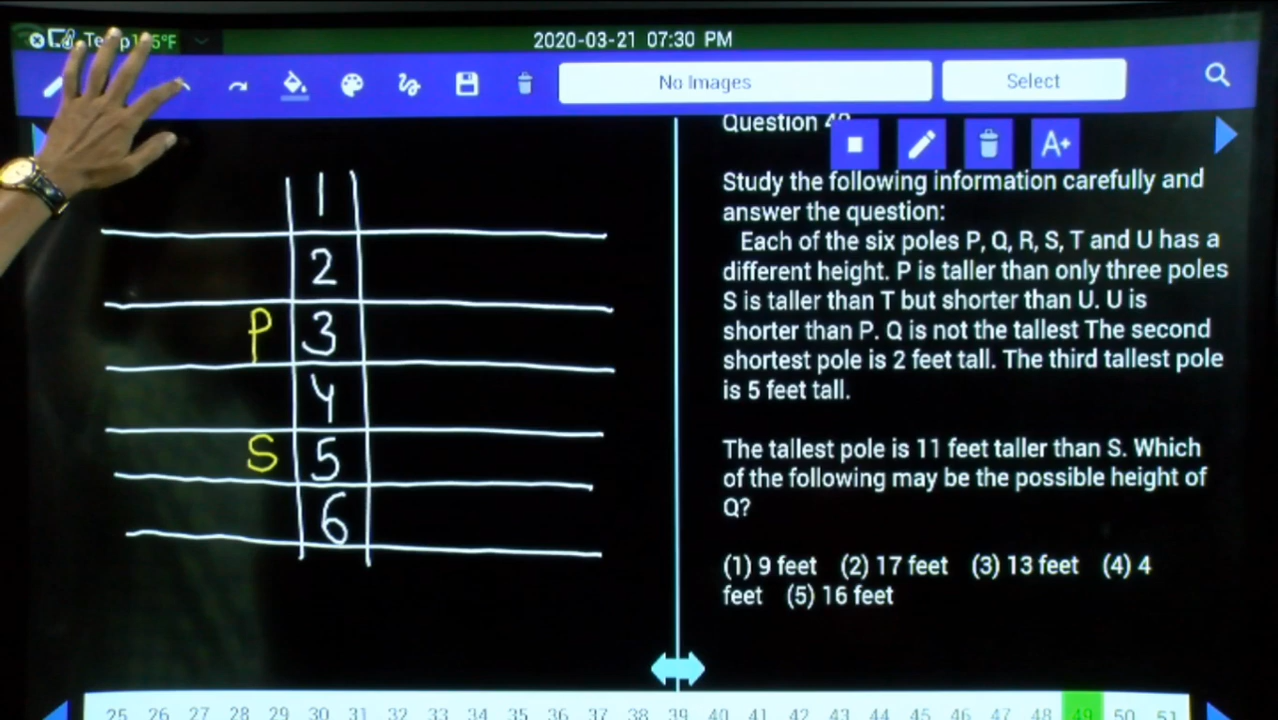 2020-03-21 07:30 PM
No Images
Select
Question
A+
Study the following information carefully and
answer the question:
Each of the six poles P, Q, R, S, T and U has a
different height. P is taller than only three poles
S is taller than T but shorter than U. U is
shorter than P. Q is not the tallest The second
shortest pole is 2 feet tall. The third tallest pole
is 5 feet tall.
The tallest pole is 11 feet taller than S. Which
of the following may be the possible height of
Q?
(1) 9 feet (2) 17 feet (3) 13 feet (4) 4
feet (5) 16 feet
1
2
P 3
4
S 5
6
25 26 27 28 29 30 31 32 33 34 35 36 37 38 39 40 41 42 43 44 45 46 47 48 49 50 51